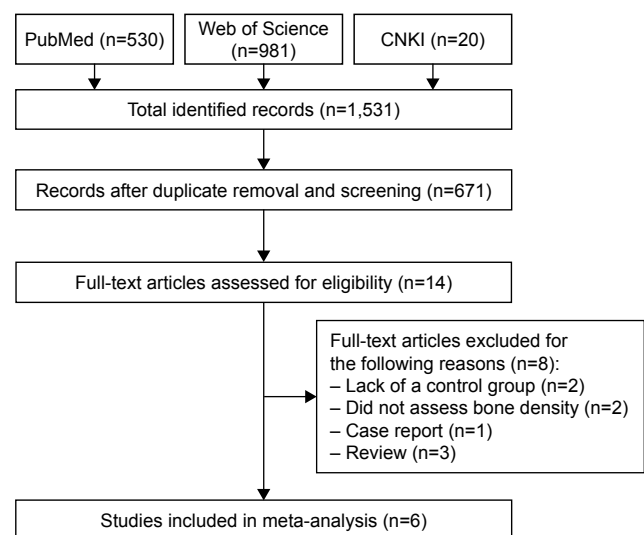 PubMed (n=530)
Web of Science
(n=981)
CNKI (n=20)
Total identified records (n=1,531)
Records after duplicate removal and screening (n=671)
Full-text articles assessed for eligibility (n=14)
Full-text articles excluded for
the following reasons (n=8):
– Lack of a control group (n=2)
– Did not assess bone density (n=2)
– Case report (n=1)
– Review (n=3)
Studies included in meta-analysis (n=6)